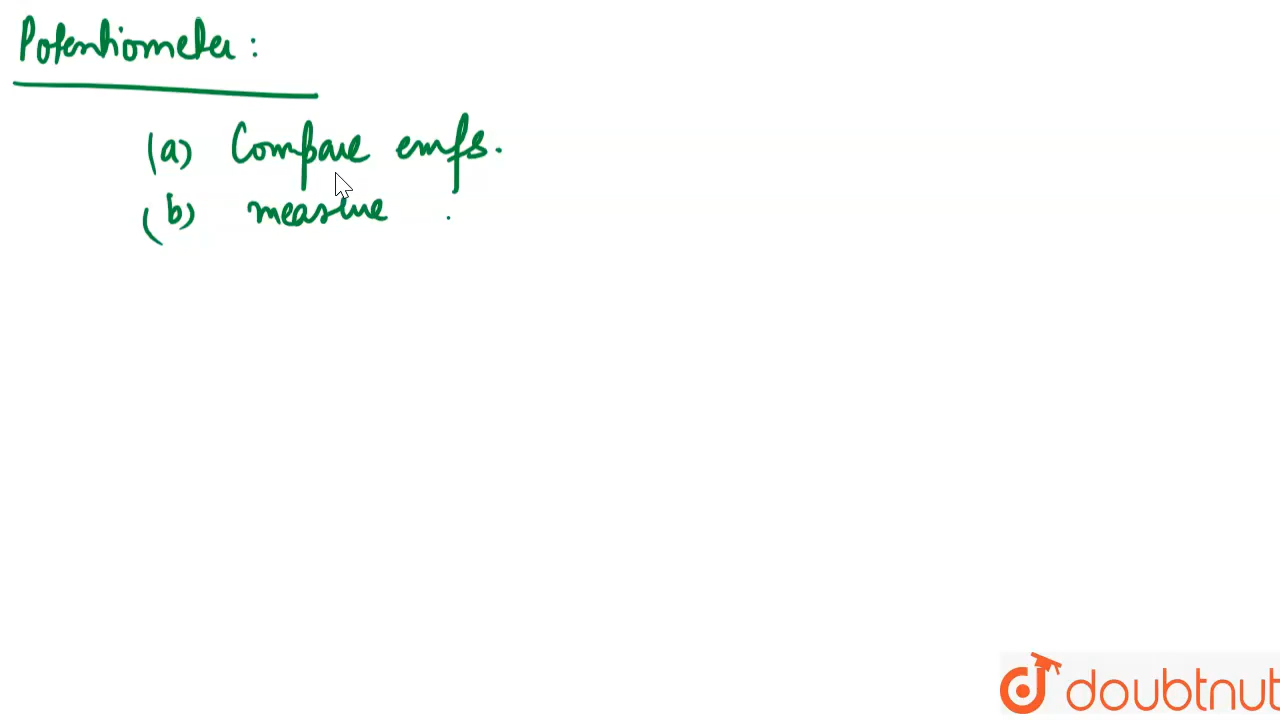 Potentiometer :
(a) Compare emfs.
(b) measure .
doubtnut